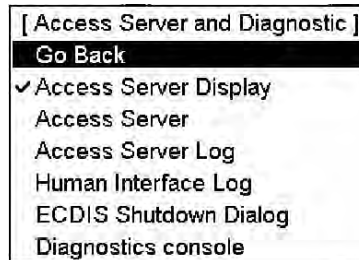 [ Access Server and Diagnostic ]
Go Back
✓Access Server Display
Access Server
Access Server Log
Human Interface Log
ECDIS Shutdown Dialog
Diagnostics console